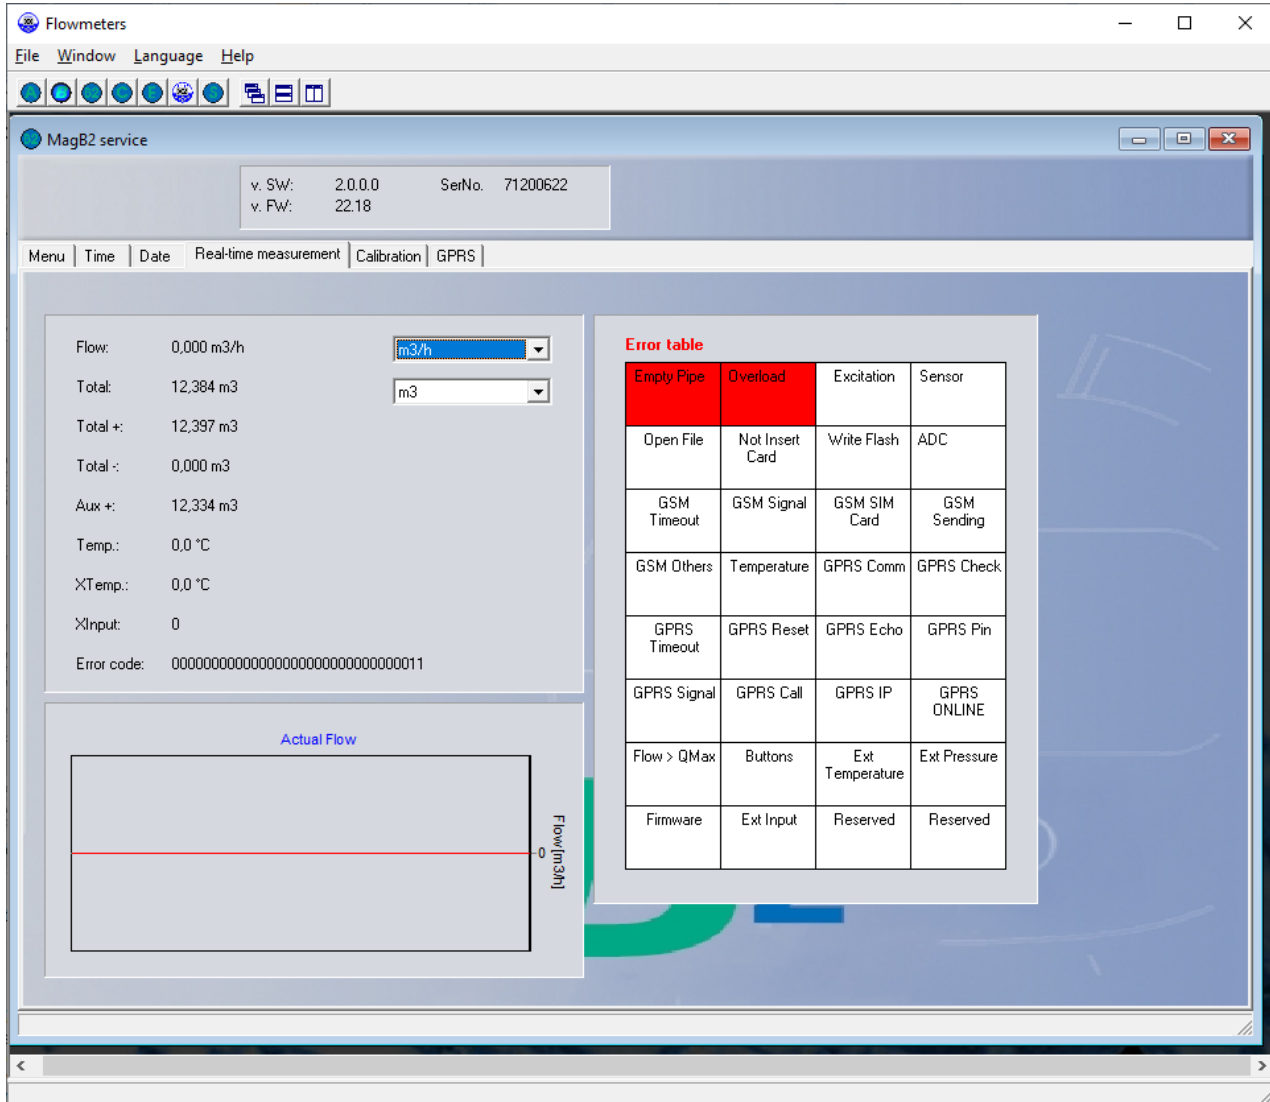 Flowmeters
File Window Language Help
MagB2 service
v. SW: 2.0.0.0 SerNo. 71200622
v. FW: 22.18
Menu Time Date Real-time measurement Calibration GPRS
Flow: 0,000 m3/h m3/h
Total: 12,384 m3 m3
Total +: 12,397 m3
Total -: 0,000 m3
Aux +: 12,334 m3
Temp.: 0,0 °C
XTemp.: 0,0 °C
XInput: 0
Error code: 00000000000000000000000000000011
Actual Flow
0
Flow [m3/h]
Error table
Empty Pipe Overload Excitation Sensor
Open File Not Insert Write Flash ADC
Card
GSM GSM Signal GSM SIM GSM
Timeout Card Sending
GSM Others Temperature GPRS Comm GPRS Check
GPRS GPRS Reset GPRS Echo GPRS Pin
Timeout
GPRS Signal GPRS Call GPRS IP GPRS
ONLINE
Flow > QMax Buttons Ext Ext Pressure
Temperature
Firmware Ext Input Reserved Reserved